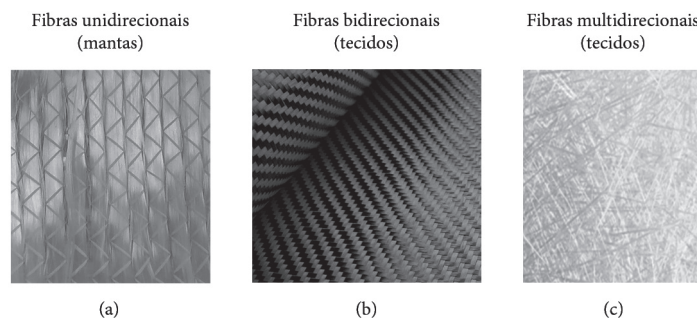 Fibras unidirecionais
(mantas)
Fibras bidirecionais
(tecidos)
Fibras multidirecionais
(tecidos)
(a)
(b)
(c)